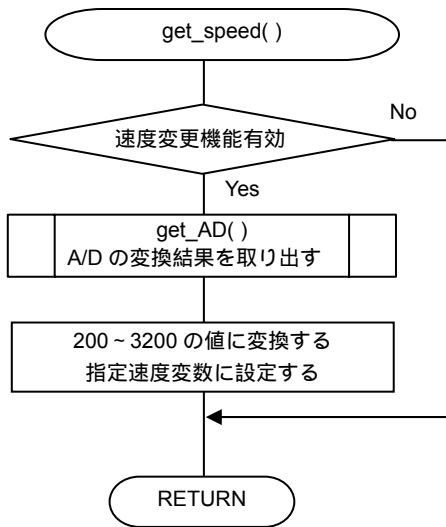 get_speed( )
速度変更機能有効
No
Yes
get_AD( )
A/D の変換結果を取り出す
200 ~ 3200 の値に変換する
指定速度変数に設定する
RETURN